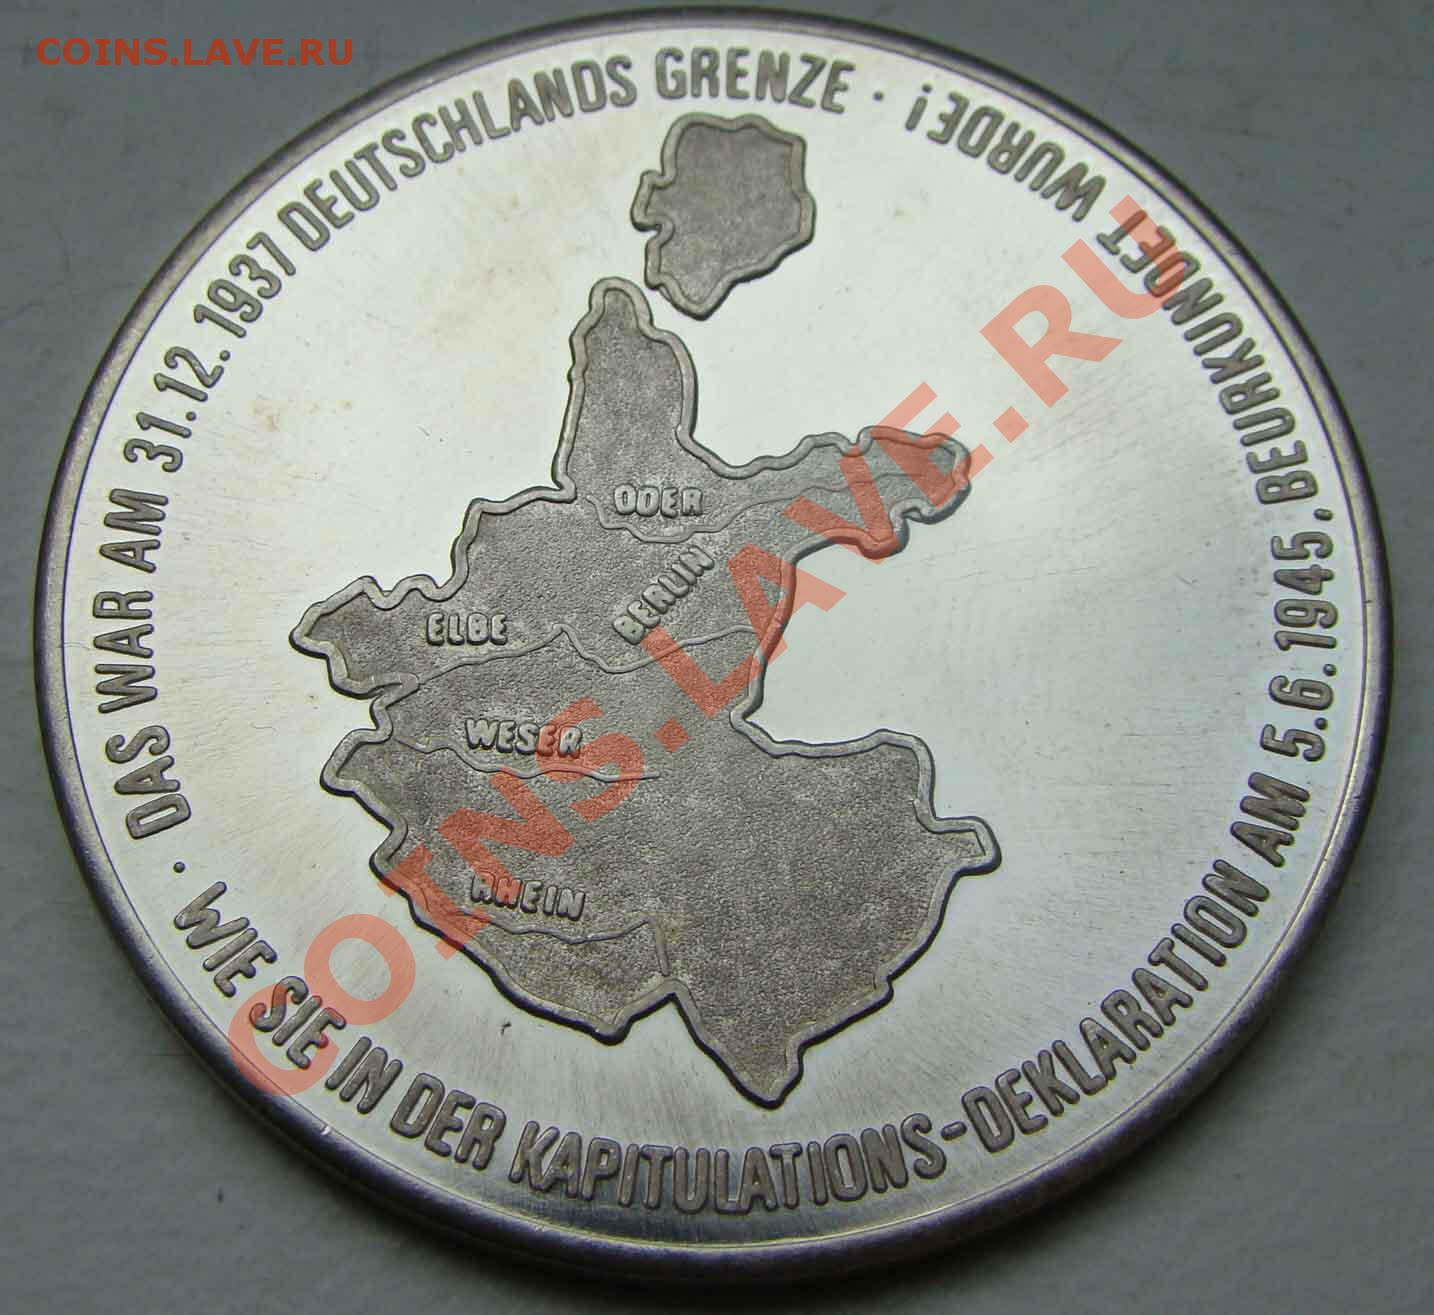 COINS.LAVE.RU
· DAS WAR AM 31.12.1937 DEUTSCHLANDS GRENZE ·
WIE SIE IN DER KAPITULATIONS-DEKLARATION AM 5.6.1945, BEURKUNDET WURDE!
ODER
BERLIN
ELBE
WESER
RHEIN
COINS.LAVE.RU